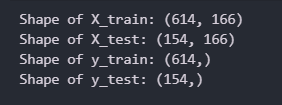 Shape of X_train: (614, 166)
Shape of X_test: (154, 166)
Shape of y_train: (614,)
Shape of y_test: (154,)